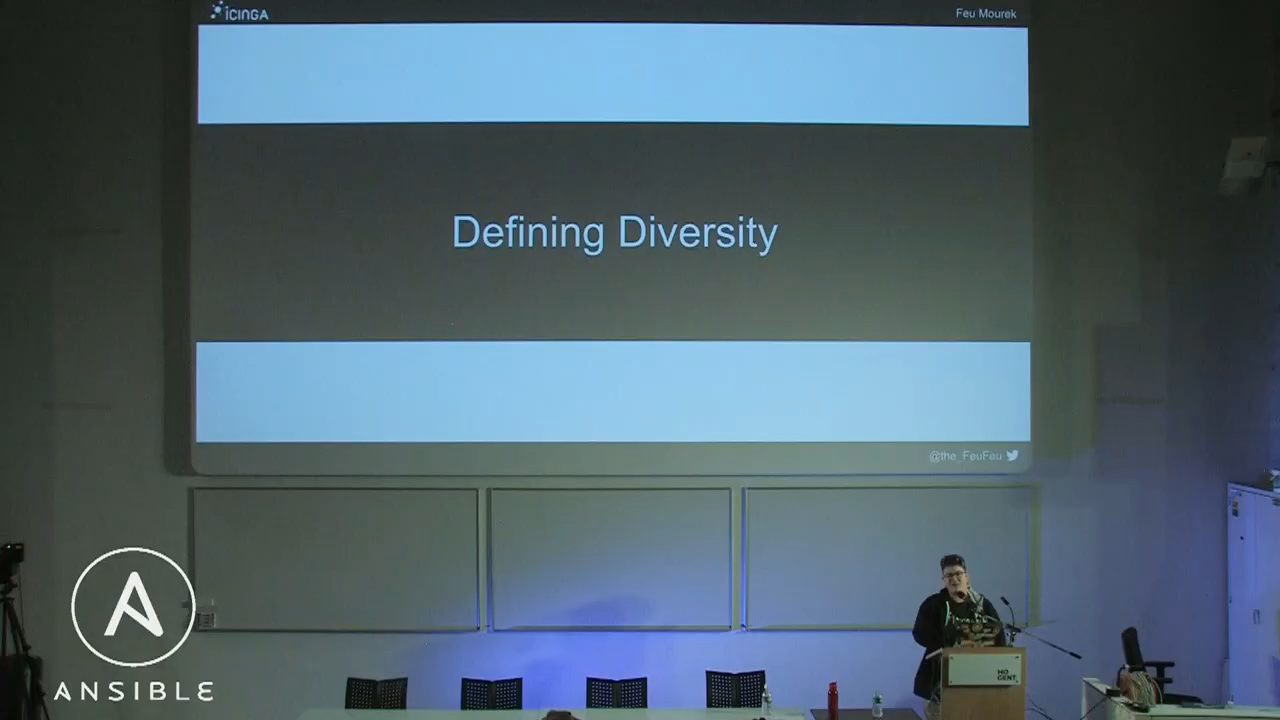 iCINGA
Feu Mourek
Defining Diversity
@the_FeuFeu
HO
GENT
ANSIBLE